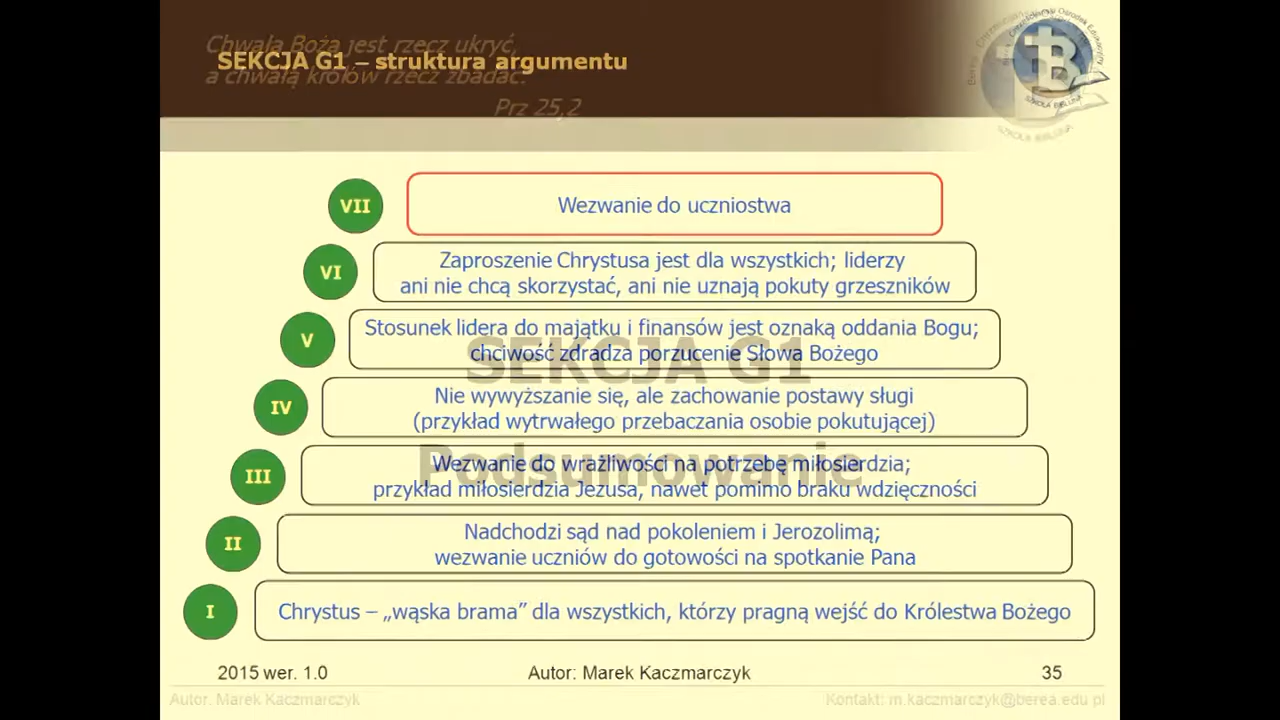 Chwałą Bożą jest rzecz ukryć,
SEKCJA G1 – struktura argumentu
a chwałą królów rzecz zbadać.
Prz 25,2
SZKOŁA BIBLIJNA
SZKOŁA BIBLIJNA
VII
Wezwanie do uczniostwa
VI
Zaproszenie Chrystusa jest dla wszystkich; liderzy
ani nie chcą skorzystać, ani nie uznają pokuty grzeszników
V
Stosunek lidera do majątku i finansów jest oznaką oddania Bogu;
chciwość zdradza porzucenie Słowa Bożego
SEKCJA G1
IV
Nie wywyższanie się, ale zachowanie postawy sługi
(przykład wytrwałego przebaczania osobie pokutującej)
III
Wezwanie do wrażliwości na potrzebę miłosierdzia;
przykład miłosierdzia Jezusa, nawet pomimo braku wdzięczności
Podsumowanie
II
Nadchodzi sąd nad pokoleniem i Jerozolimą;
wezwanie uczniów do gotowości na spotkanie Pana
I
Chrystus – „wąska brama” dla wszystkich, którzy pragną wejść do Królestwa Bożego
2015 wer. 1.0
Autor: Marek Kaczmarczyk
35
Autor: Marek Kaczmarczyk
Kontakt: m.kaczmarczyk@berea.edu.pl